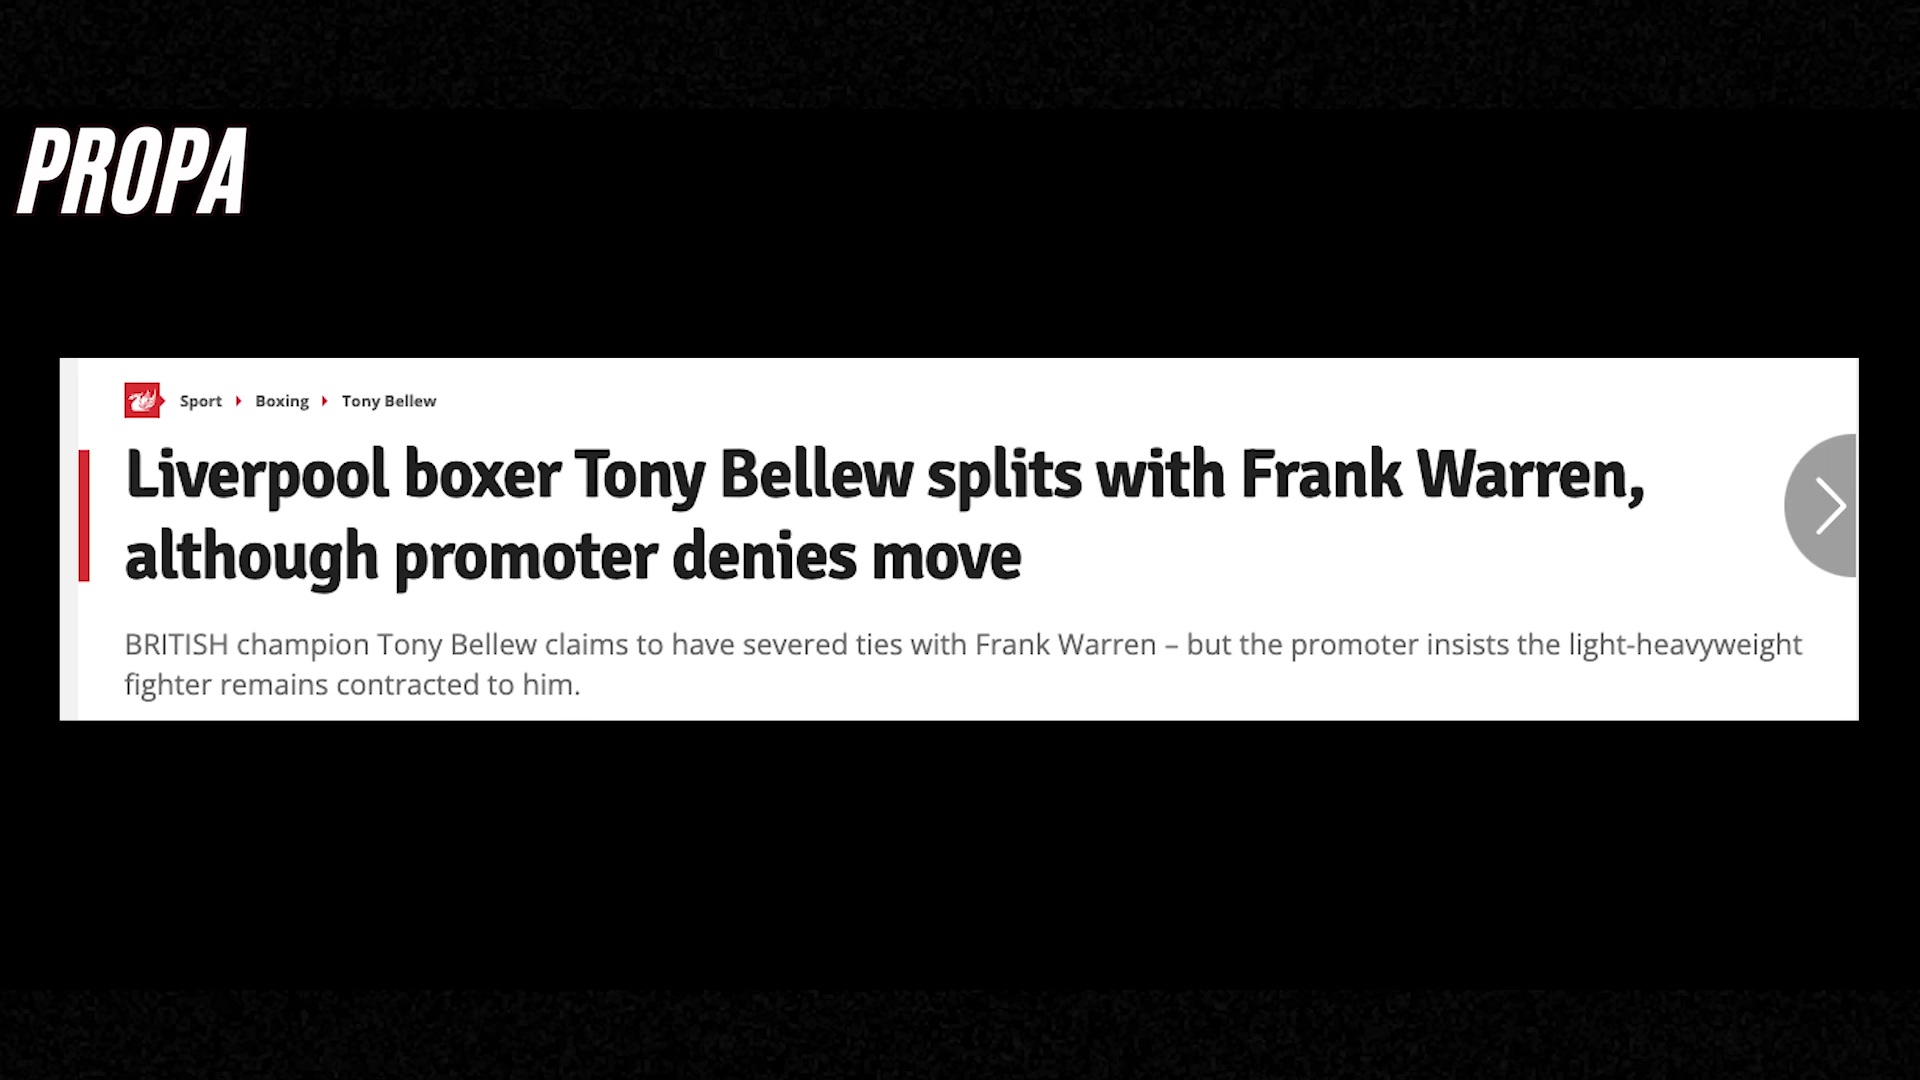 PROPA
Sport Boxing Tony Bellew
Liverpool boxer Tony Bellew splits with Frank Warren,
although promoter denies move
BRITISH champion Tony Bellew claims to have severed ties with Frank Warren – but the promoter insists the light-heavyweight
fighter remains contracted to him.